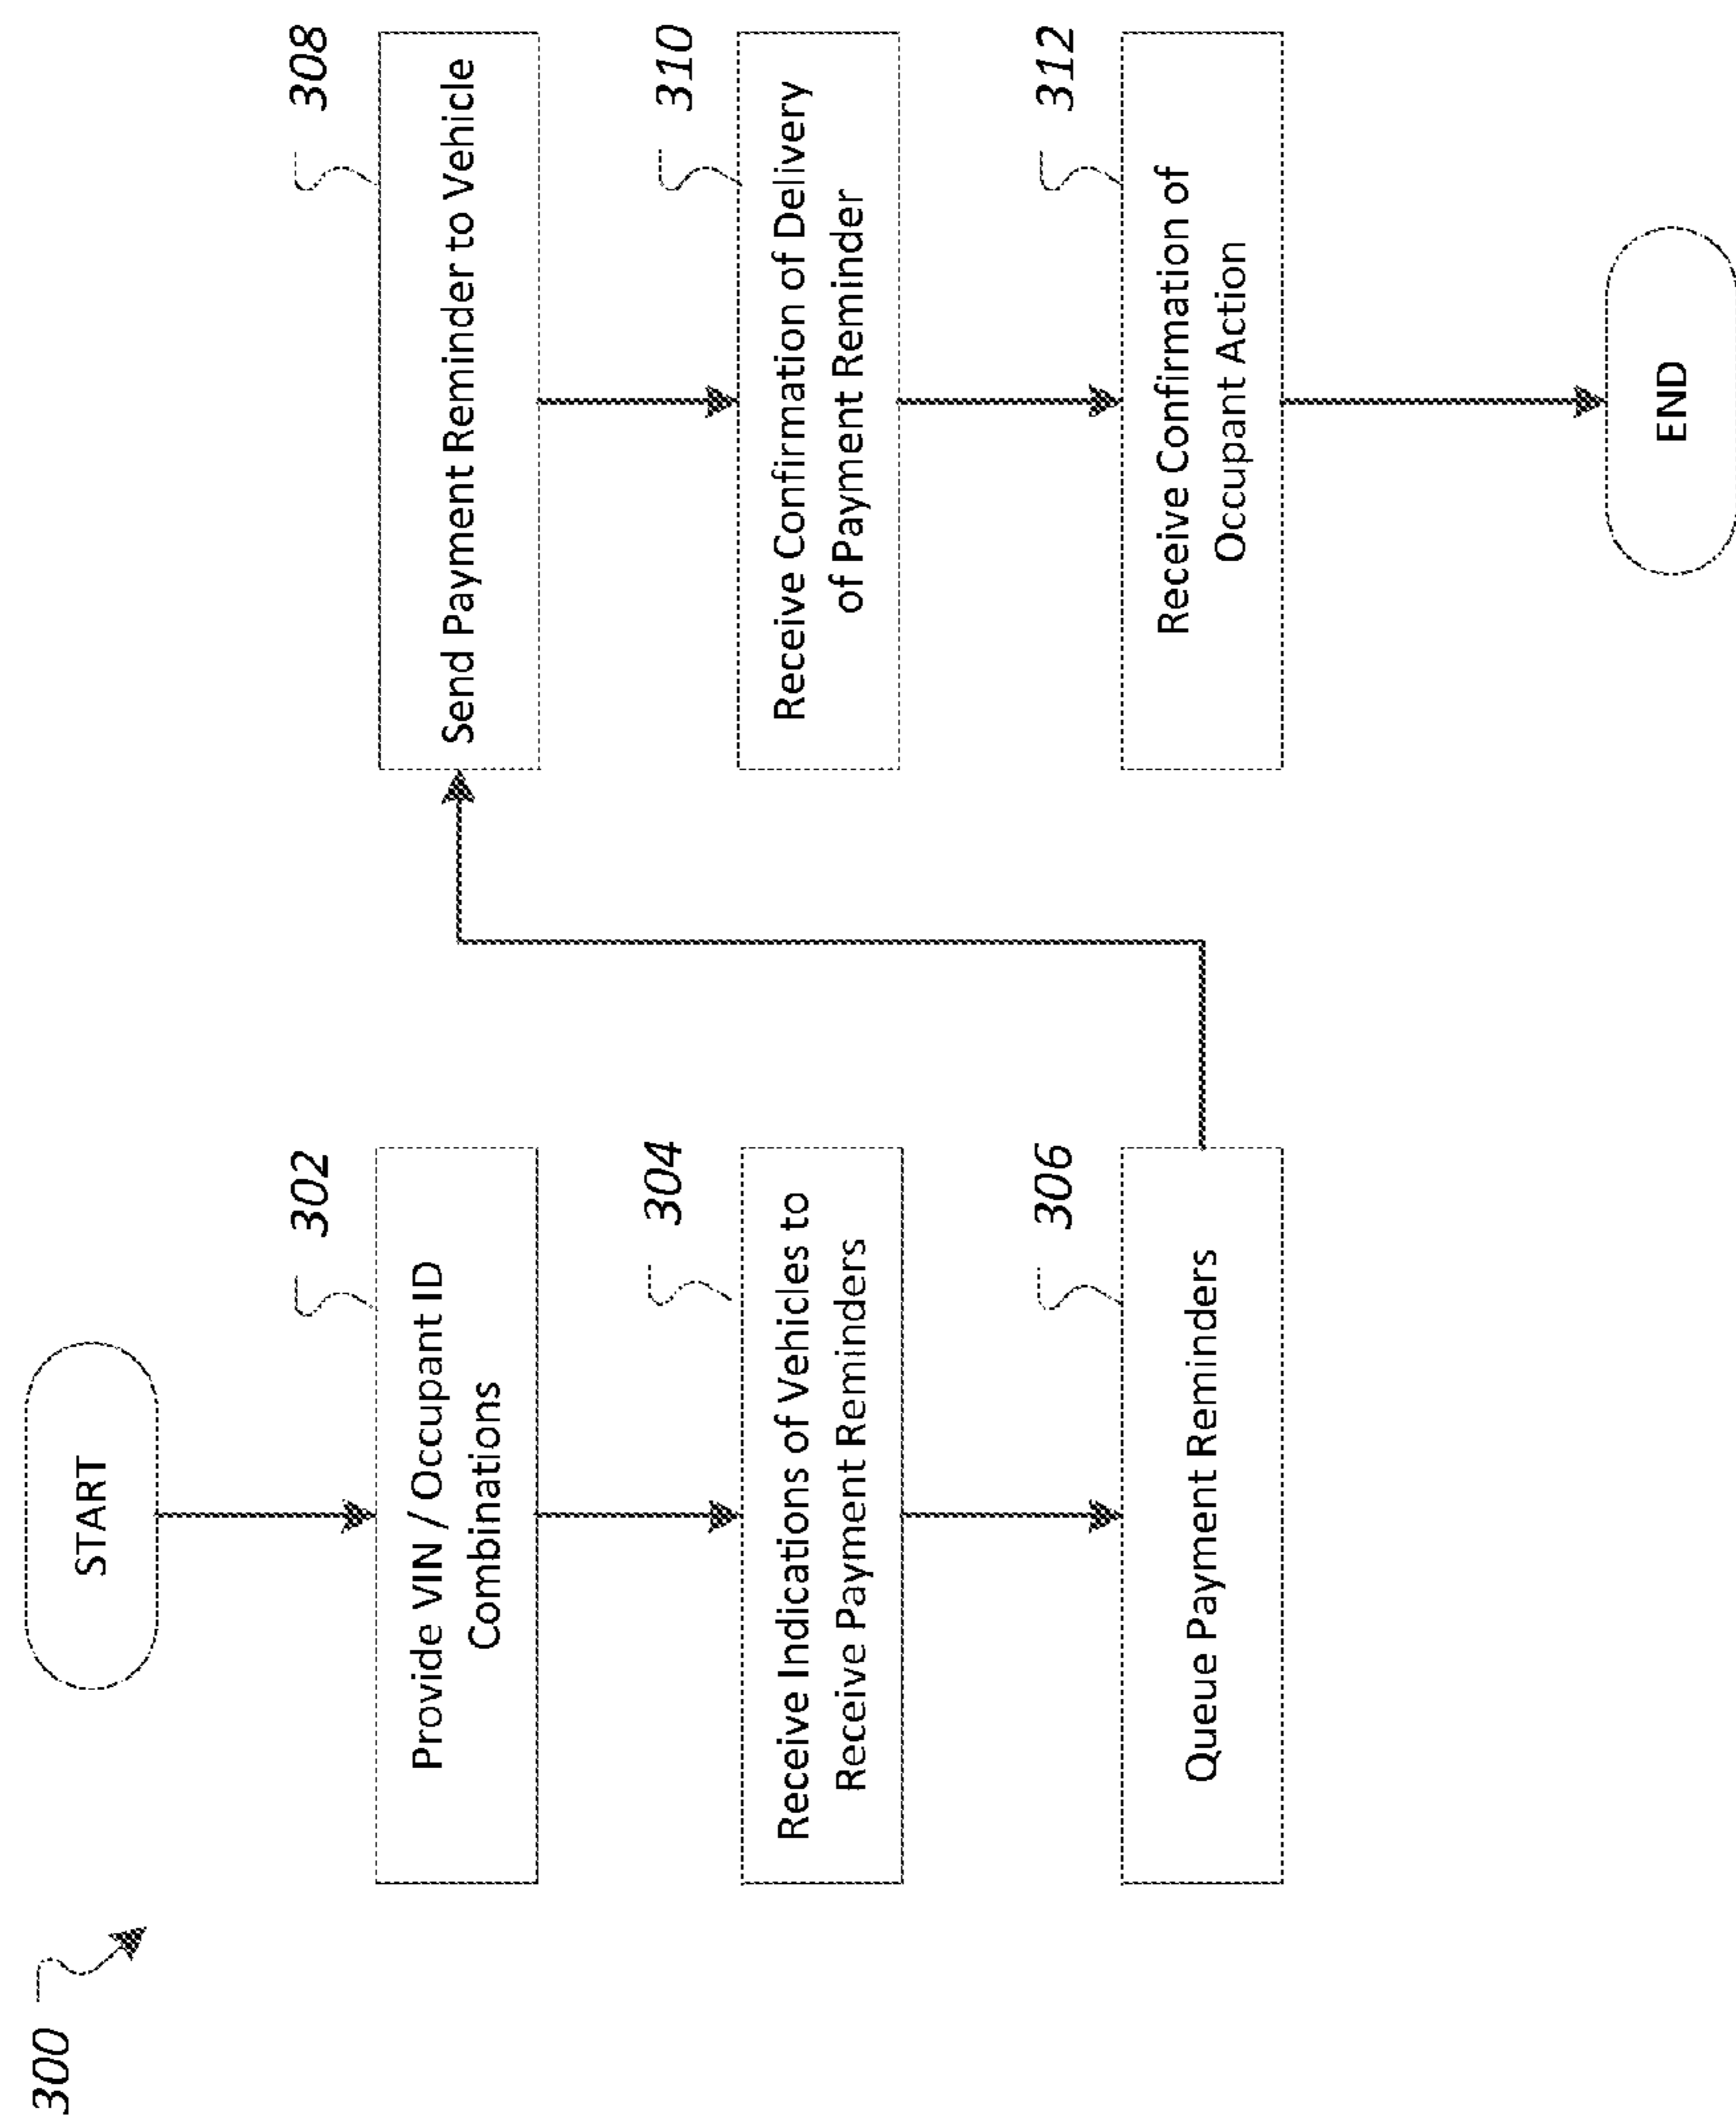 300
START
302
Provide VIN / Occupant ID
Combinations
304
Receive Indications of Vehicles to
Receive Payment Reminders
306
Queue Payment Reminders
308
Send Payment Reminder to Vehicle
310
Receive Confirmation of Delivery
of Payment Reminder
312
Receive Confirmation of
Occupant Action
END